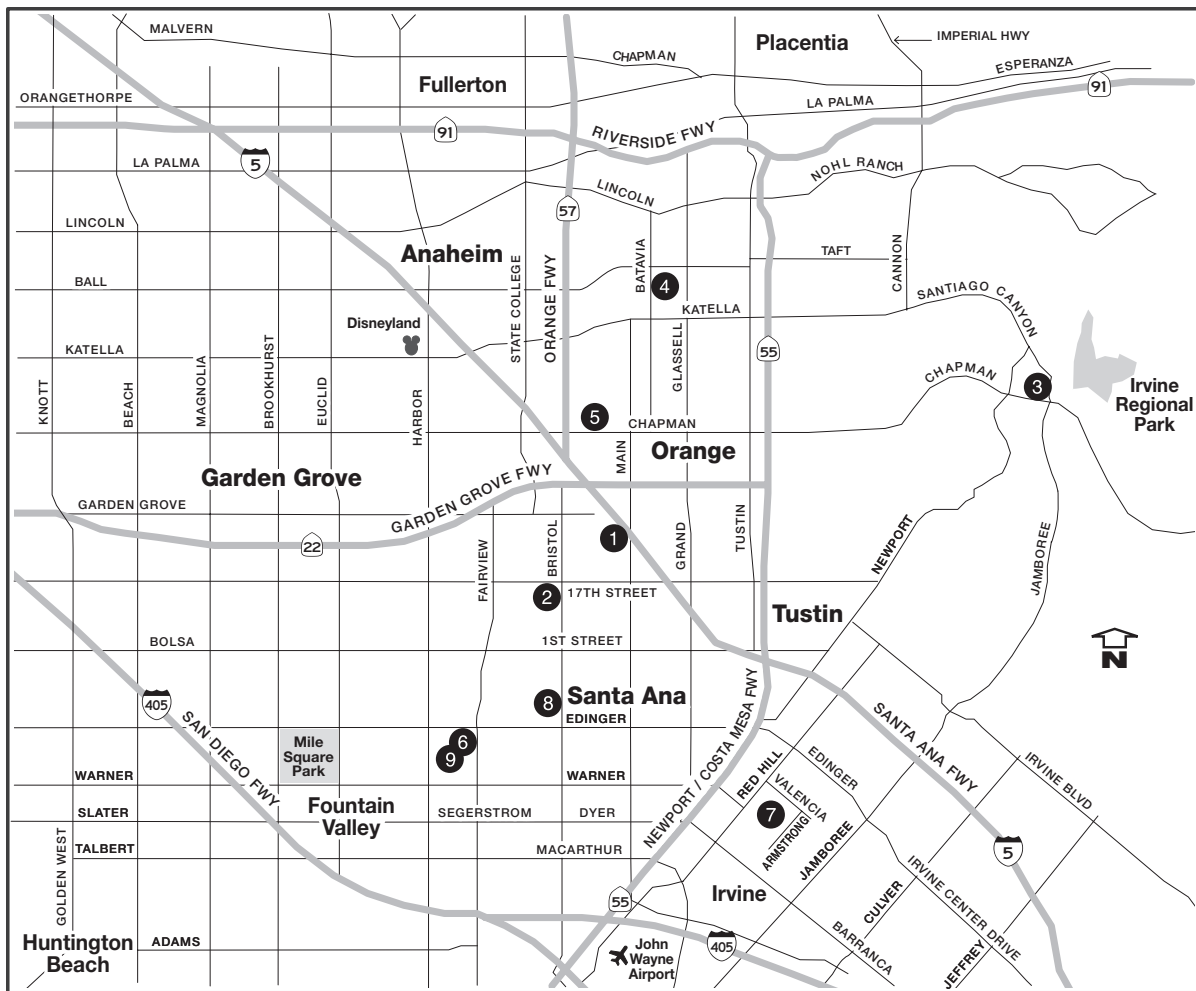 MALVERN
CHAPMAN
Placentia
IMPERIAL HWY
ESPERANZA
Fullerton
ORANGETHORPE
91
LA PALMA
91
RIVERSIDE FWY
LA PALMA
5
NOHL RANCH
LINCOLN
57
LINCOLN
Anaheim
STATE COLLEGE
ORANGE FWY
BATAVIA
TAFT
CANNON
BALL
4
SANTIAGO CANYON
KATELLA
Disneyland
KATELLA
GLASSELL
55
KNOTT
BEACH
MAGNOLIA
BROOKHURST
EUCLID
HARBOR
CHAPMAN
3
Irvine
Regional
Park
5
CHAPMAN
MAIN
Orange
Garden Grove
GARDEN GROVE FWY
GARDEN GROVE
22
1
FAIRVIEW
BRISTOL
GRAND
TUSTIN
NEWPORT
JAMBOREE
2
17TH STREET
Tustin
BOLSA
1ST STREET
N
405
SAN DIEGO FWY
8
Santa Ana
EDINGER
NEWPORT / COSTA MESA FWY
SANTA ANA FWY
6
9
Mile
Square
Park
WARNER
WARNER
RED HILL
EDINGER
VALENCIA
IRVINE BLVD
SLATER
Fountain
Valley
SEGERSTROM
DYER
7
ARMSTRONG
JAMBOREE
TALBERT
MACARTHUR
5
GOLDEN WEST
55
Irvine
CULVER
IRVINE CENTER DRIVE
BARRANCA
JEFFREY
Huntington
Beach
ADAMS
John
Wayne
Airport
405